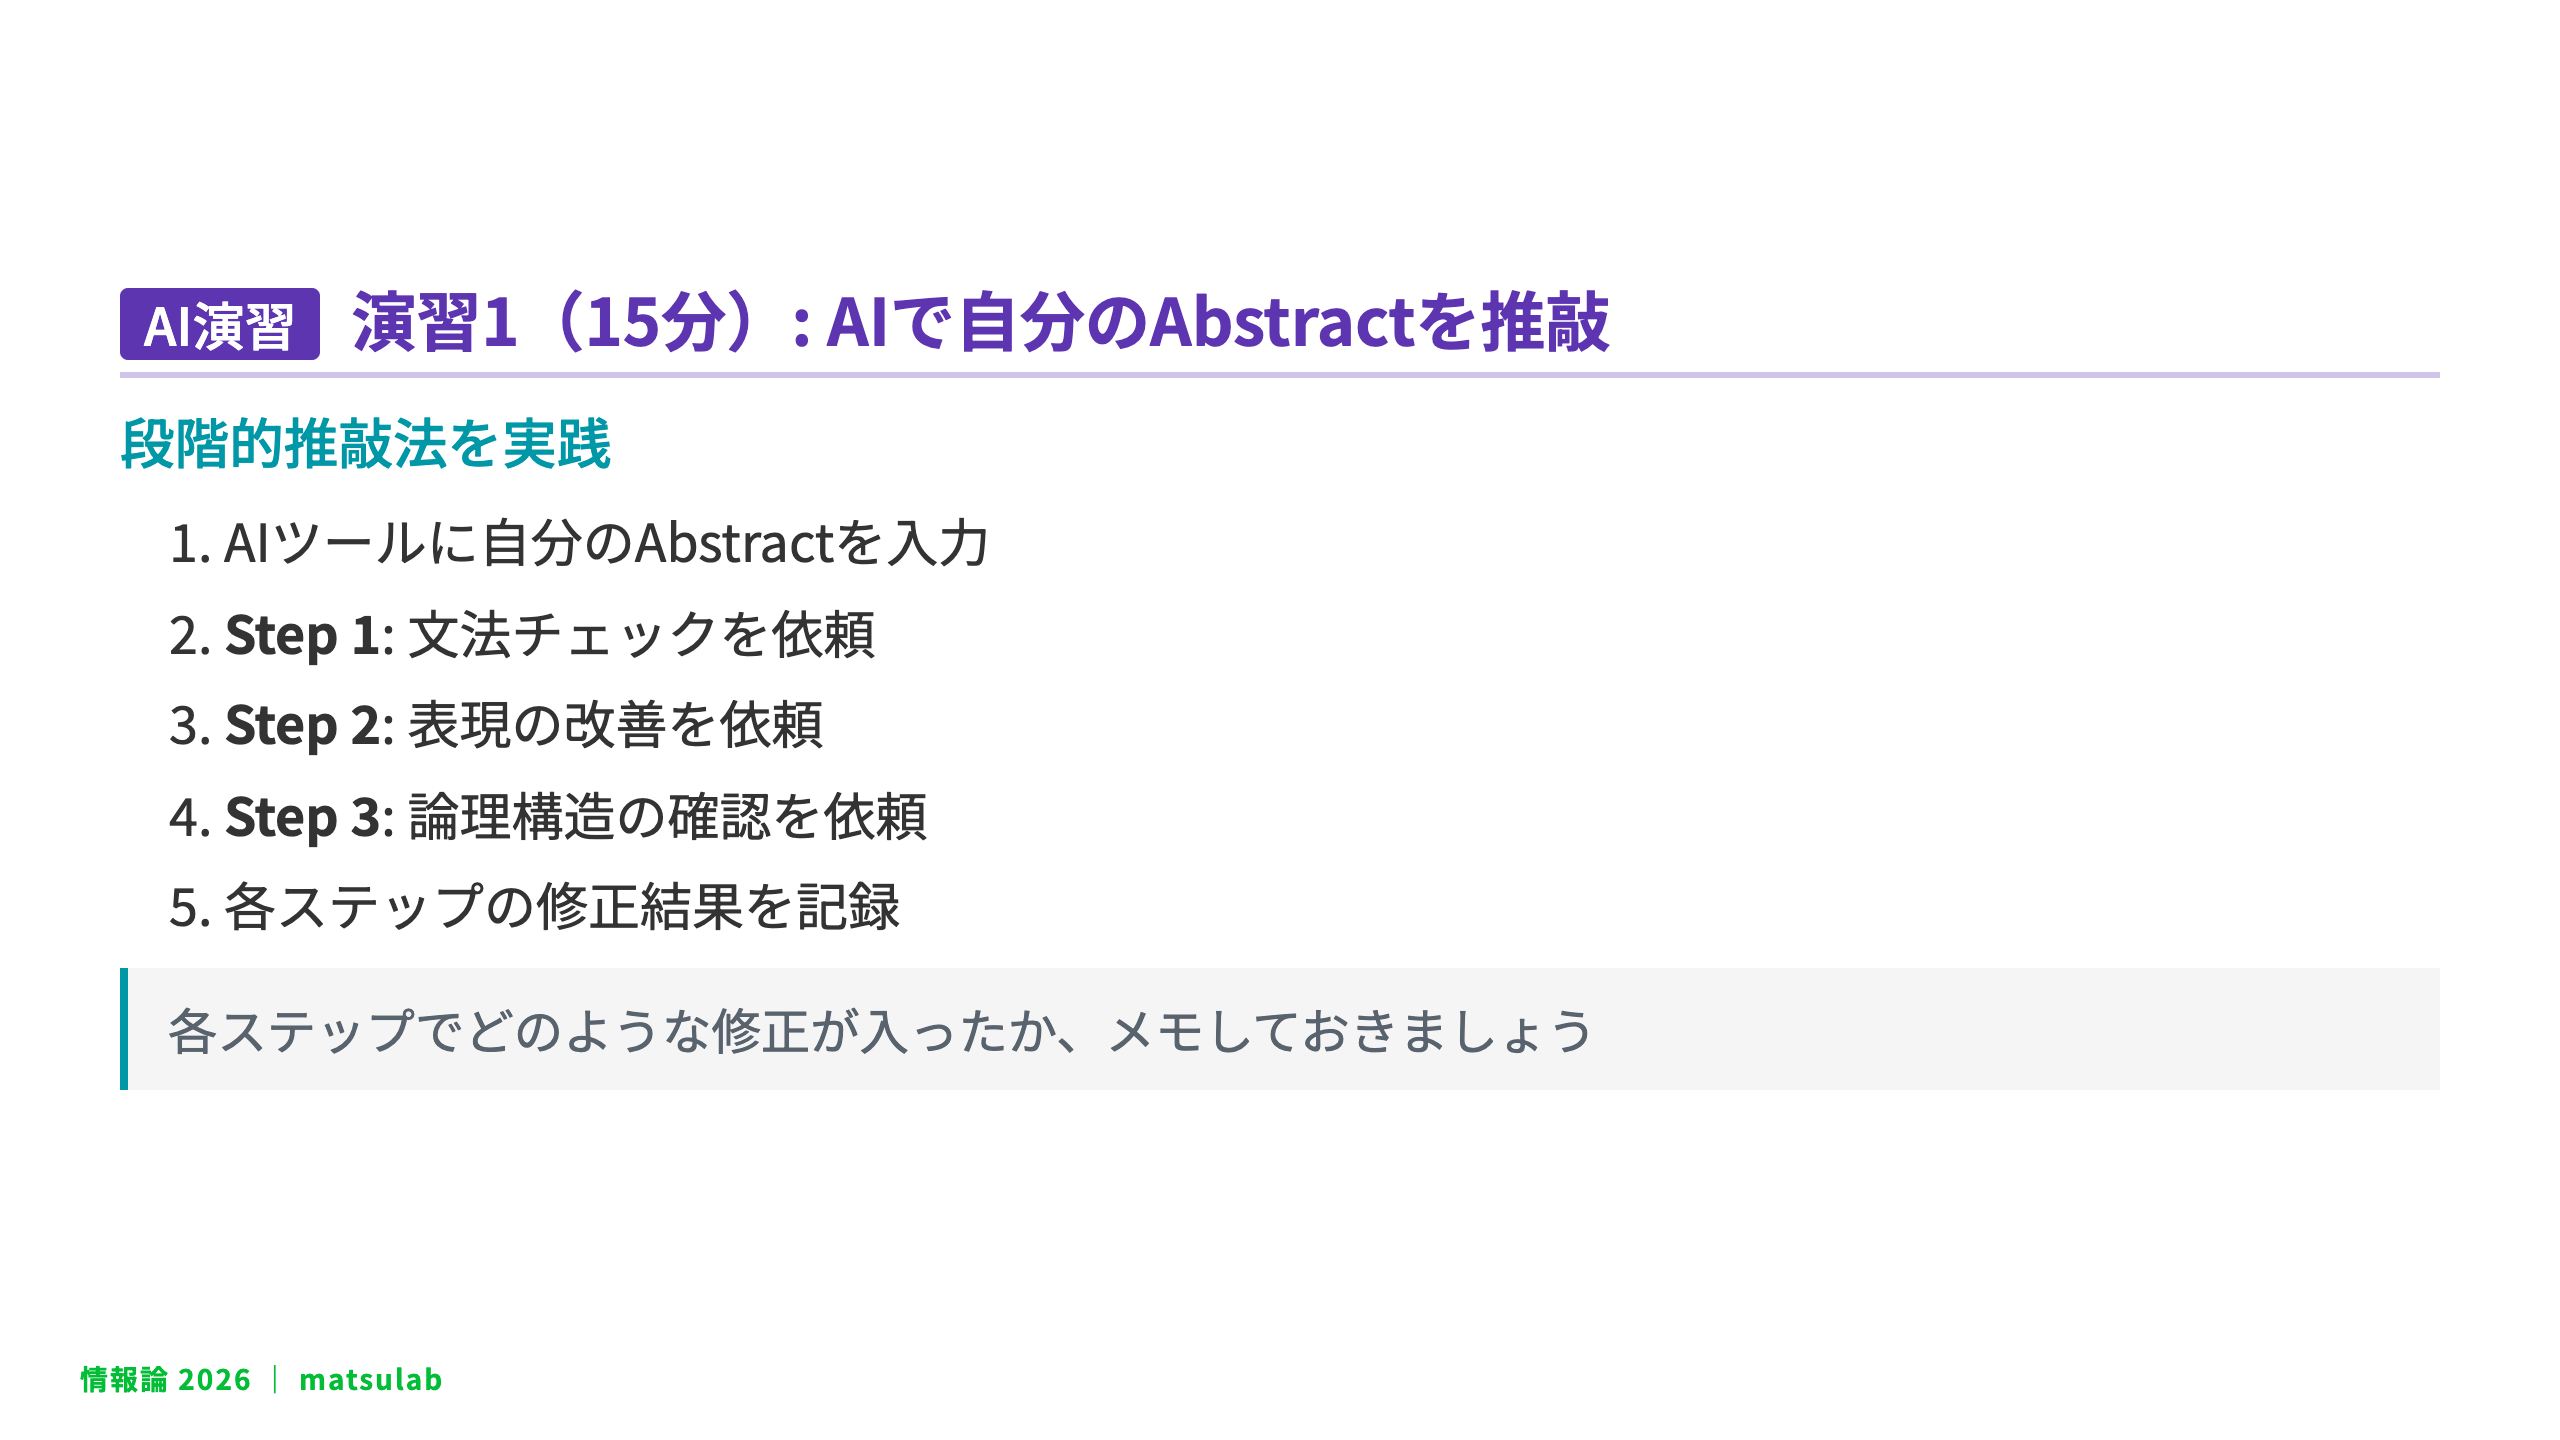 AI演習 演習1（15分）: AIで自分のAbstractを推敲
段階的推敲法を実践
1. AIツールに自分のAbstractを入力
2. Step 1: 文法チェックを依頼
3. Step 2: 表現の改善を依頼
4. Step 3: 論理構造の確認を依頼
5. 各ステップの修正結果を記録
各ステップでどのような修正が入ったか、メモしておきましょう
情報論 2026 ｜ matsulab